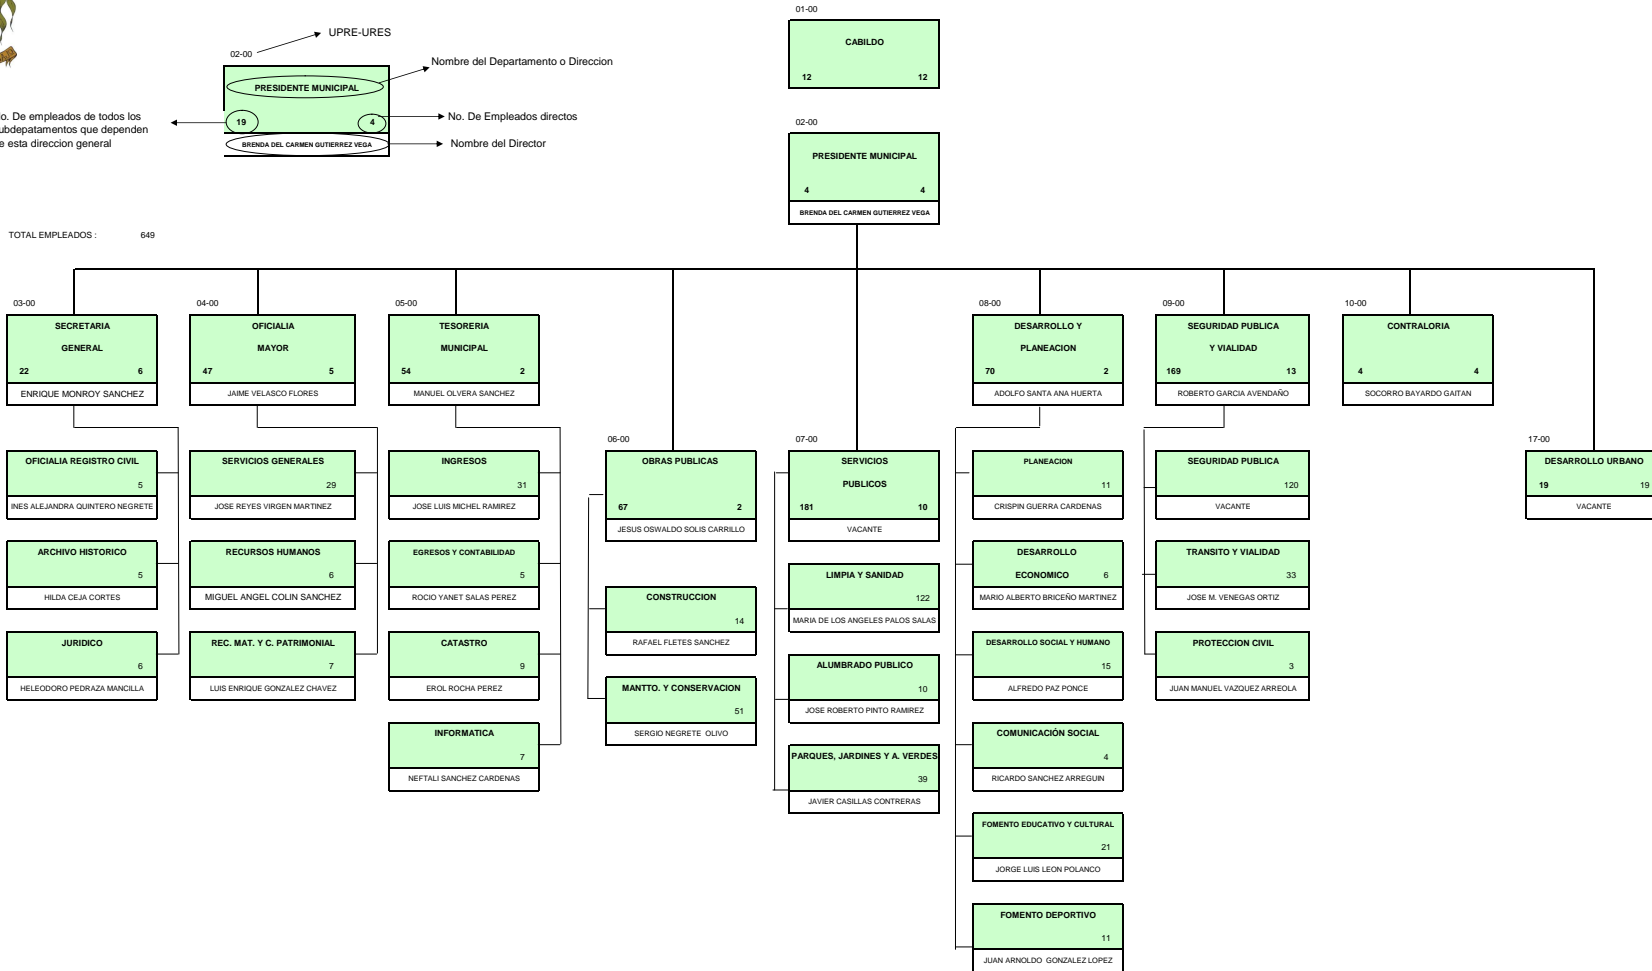 01-00
CABILDO
12 12
UPRE-URES
02-00
Nombre del Departamento o Direccion
PRESIDENTE MUNICIPAL
19 4
No. De Empleados directos
o. De empleados de todos los
ubdepatamentos que dependen
e esta direccion general
BRENDA DEL CARMEN GUTIERREZ VEGA
Nombre del Director
02-00
PRESIDENTE MUNICIPAL
4 4
BRENDA DEL CARMEN GUTIERREZ VEGA
TOTAL EMPLEADOS : 649
03-00
SECRETARIA
GENERAL
22 6
ENRIQUE MONROY SANCHEZ
OFICIALIA REGISTRO CIVIL
5
INES ALEJANDRA QUINTERO NEGRETE
ARCHIVO HISTORICO
5
HILDA CEJA CORTES
JURIDICO
6
HELEODORO PEDRAZA MANCILLA
04-00
OFICIALIA
MAYOR
47 5
JAIME VELASCO FLORES
SERVICIOS GENERALES
29
JOSE REYES VIRGEN MARTINEZ
RECURSOS HUMANOS
6
MIGUEL ANGEL COLIN SANCHEZ
REC. MAT. Y C. PATRIMONIAL
7
LUIS ENRIQUE GONZALEZ CHAVEZ
05-00
TESORERIA
MUNICIPAL
54 2
MANUEL OLVERA SANCHEZ
INGRESOS
31
JOSE LUIS MICHEL RAMIREZ
EGRESOS Y CONTABILIDAD
5
ROCIO YANET SALAS PEREZ
CATASTRO
9
EROL ROCHA PEREZ
INFORMATICA
7
NEFTALI SANCHEZ CARDENAS
06-00
OBRAS PUBLICAS
67 2
JESUS OSWALDO SOLIS CARRILLO
CONSTRUCCION
14
RAFAEL FLETES SANCHEZ
MANTTO. Y CONSERVACION
51
SERGIO NEGRETE OLIVO
07-00
SERVICIOS
PUBLICOS
181 10
VACANTE
LIMPIA Y SANIDAD
122
MARIA DE LOS ANGELES PALOS SALAS
ALUMBRADO PUBLICO
10
JOSE ROBERTO PINTO RAMIREZ
PARQUES, JARDINES Y A. VERDES
39
JAVIER CASILLAS CONTRERAS
08-00
DESARROLLO Y
PLANEACION
70 2
ADOLFO SANTA ANA HUERTA
PLANEACION
11
CRISPIN GUERRA CARDENAS
DESARROLLO
ECONOMICO 6
MARIO ALBERTO BRICEÑO MARTINEZ
DESARROLLO SOCIAL Y HUMANO
15
ALFREDO PAZ PONCE
COMUNICACIÓN SOCIAL
4
RICARDO SANCHEZ ARREGUIN
FOMENTO EDUCATIVO Y CULTURAL
21
JORGE LUIS LEON POLANCO
FOMENTO DEPORTIVO
11
JUAN ARNOLDO GONZALEZ LOPEZ
09-00
SEGURIDAD PUBLICA
Y VIALIDAD
169 13
ROBERTO GARCIA AVENDAÑO
SEGURIDAD PUBLICA
120
VACANTE
TRANSITO Y VIALIDAD
33
JOSE M. VENEGAS ORTIZ
PROTECCION CIVIL
3
JUAN MANUEL VAZQUEZ ARREOLA
10-00
CONTRALORIA
4 4
SOCORRO BAYARDO GAITAN
17-00
DESARROLLO URBANO
19 19
VACANTE